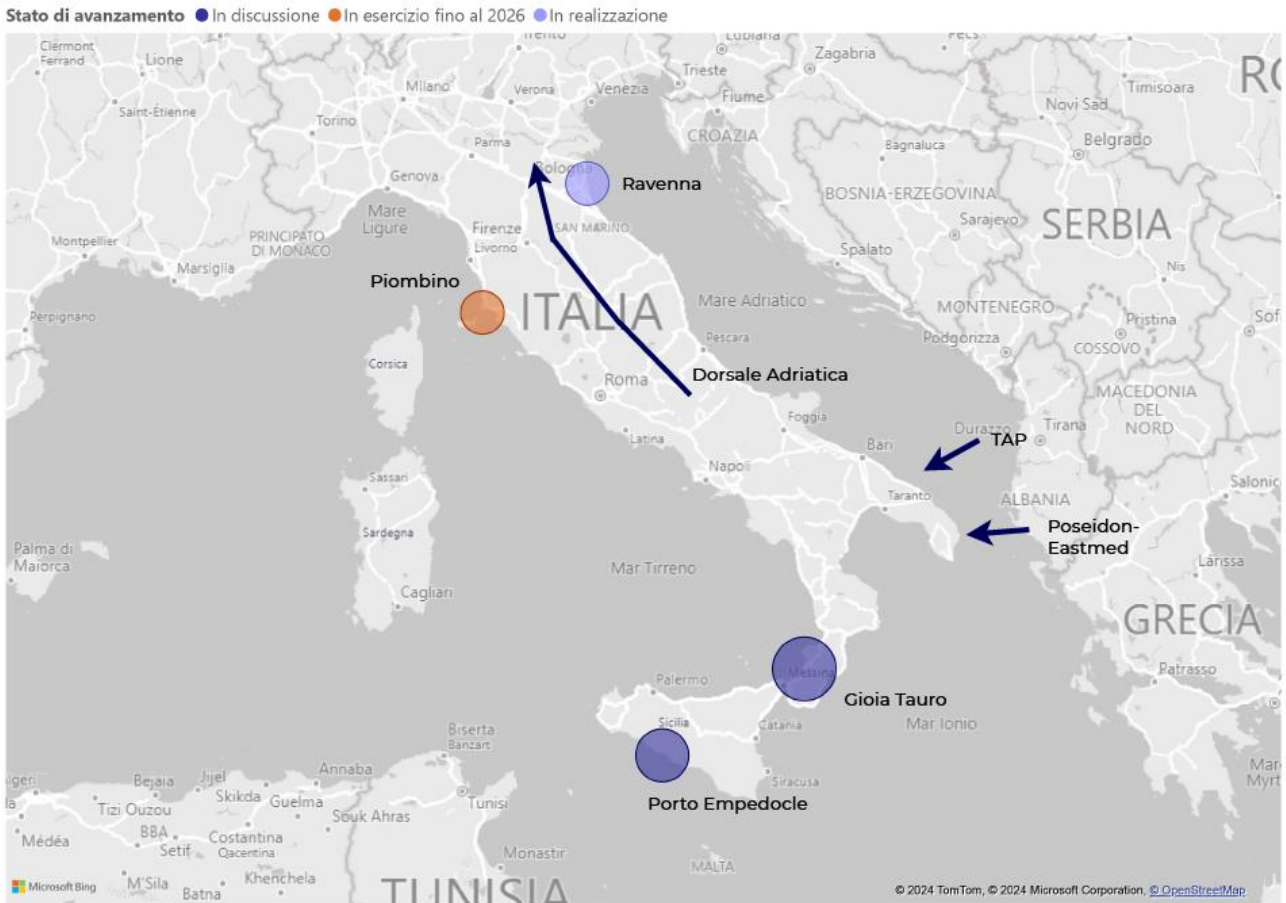 Stato di avanzamento In discussione In esercizio fino al 2026 In realizzazione
Clermont Ferrand
Lione
Saint-Étienne
Torino
Milano
Verona
Venezia
Trieste
Lubiana
Zagabria
Fiume
CROAZIA
Novi Sad
Timisoara
Belgrado
Parma
Bologna
Ravenna
Genova
Bagnaluca
BOSNIA-ERZEGOVINA
Sarajevo
SERBIA
Mare Ligure
Firenze
Livorno
SAN MARINO
PRINCIPATO DI MONACO
Montpellier
Marsiglia
Spalato
Nis
Piombino
ITALIA
Mare Adriatico
MONTENEGRO
Pristina
Perpignano
Pescara
Podgorizza
COSSOVO
Corsica
Roma
Dorsale Adriatica
MACEDONIA DEL NORD
Foggia
Latina
Bari
Durazzo
TAP
Tirana
Napoli
Sassari
Taranto
ALBANIA
Sardegna
Poseidon-
Eastmed
Palma di Maiorca
Mar Tirreno
Larissa
Cagliari
GRECIA
Messina
Palermo
Patrasso
Gioia Tauro
Sicilia
Catania
Mar Ionio
Biserta
Banzart
Siracusa
Annaba
Porto Empedocle
Bejaia
Jijel
Skikda
Guelma
Tunisi
Tizi Ouzou
Souk Ahras
BBA
Costantina
Qacentina
Médéa
Setif
Monastir
MALTA
Khenchela
M'Sila
Batna
TUNISIA
Microsoft Bing
© 2024 TomTom, © 2024 Microsoft Corporation, © OpenStreetMap